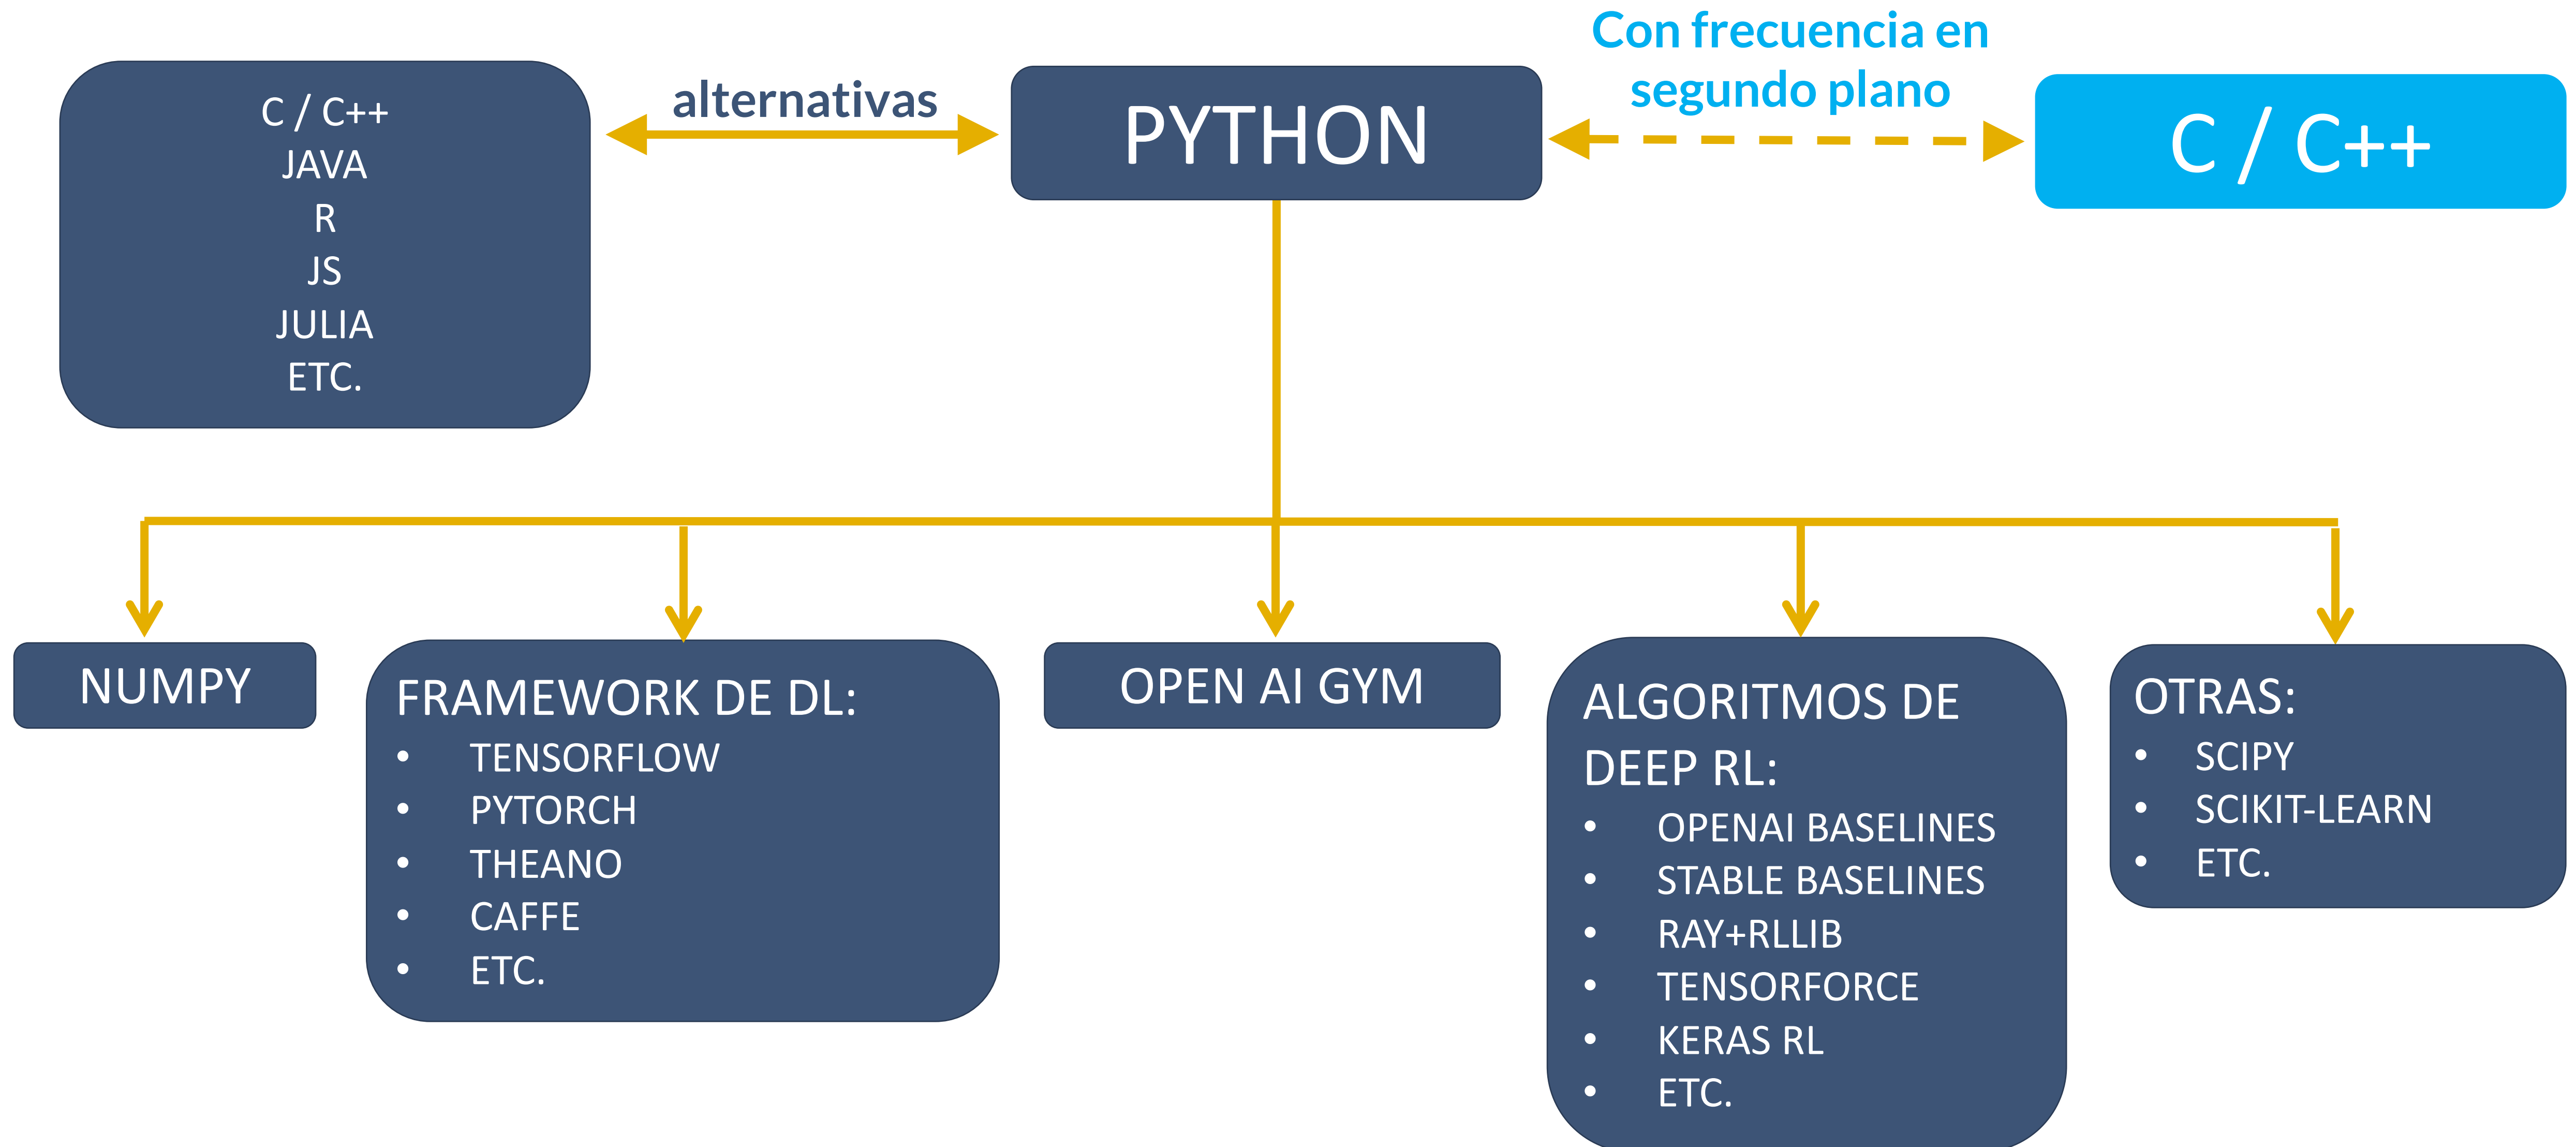 C / C++
JAVA
R
JS
JULIA
ETC.
alternativas
PYTHON
Con frecuencia en
segundo plano
C / C++
NUMPY
FRAMEWORK DE DL:
• TENSORFLOW
• PYTORCH
• THEANO
• CAFFE
• ETC.
OPEN AI GYM
ALGORITMOS DE
DEEP RL:
• OPENAI BASELINES
• STABLE BASELINES
• RAY+RLLIB
• TENSORFORCE
• KERAS RL
• ETC.
OTRAS:
• SCIPY
• SCIKIT-LEARN
• ETC.